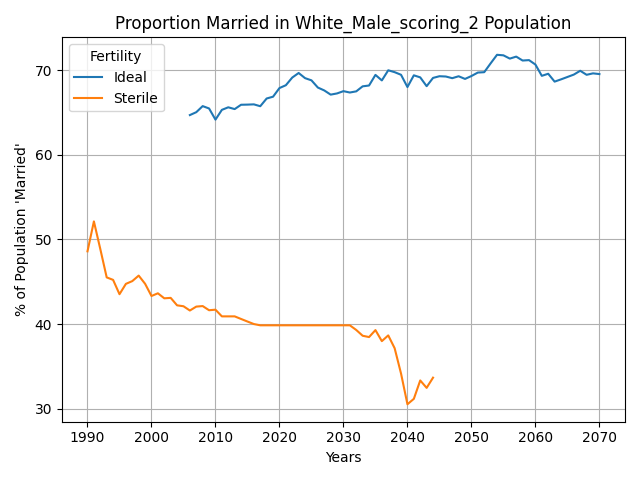 Proportion Married in White_Male_scoring_2 Population
Fertility
Ideal
Sterile
% of Population 'Married'
70
60
50
40
30
1990 2000 2010 2020 2030 2040 2050 2060 2070
Years